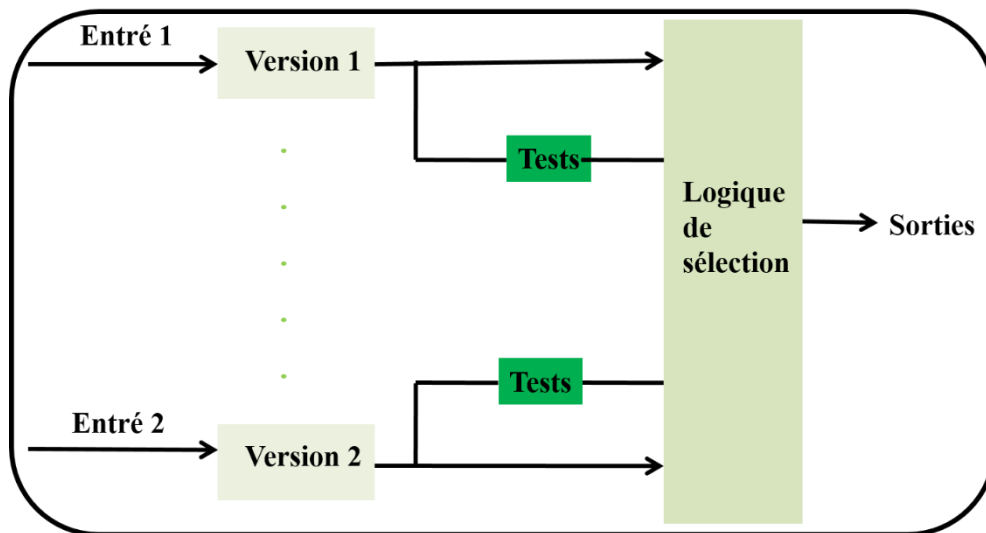 Entré 1
Version 1
Tests
Logique
de
sélection
Sorties
Tests
Entré 2
Version 2